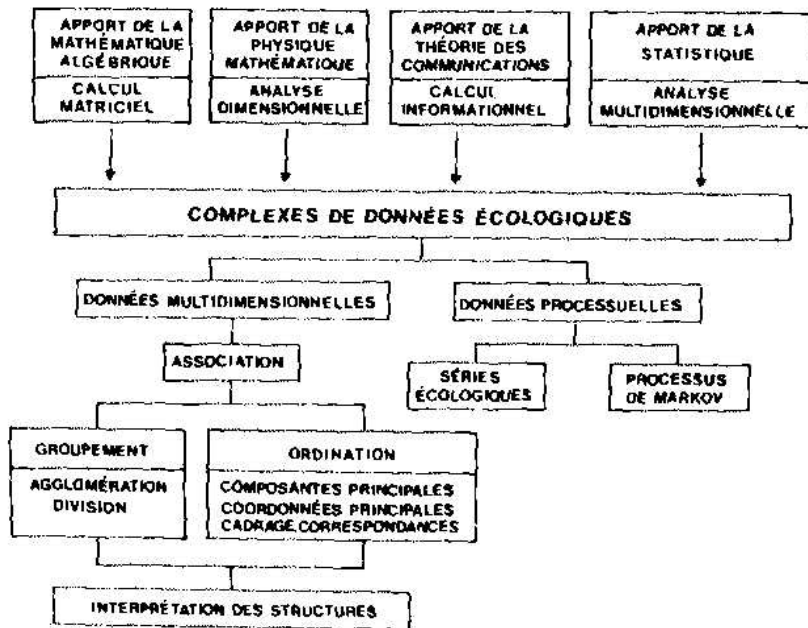 APPORT DE LA
MATHÉMATIQUE
ALGÉBRIQUE
CALCUL
MATRICIEL
APPORT DE LA
PHYSIQUE
MATHÉMATIQUE
ANALYSE
DIMENSIONNELLE
APPORT DE LA
THÉORIE DES
COMMUNICATIONS
CALCUL
INFORMATIONNEL
APPORT DE LA
STATISTIQUE
ANALYSE
MULTIDIMENSIONNELLE
COMPLEXES DE DONNÉES ÉCOLOGIQUES
DONNÉES MULTIDIMENSIONNELLES
DONNÉES PROCESSUELLES
ASSOCIATION
SÉRIES
ÉCOLOGIQUES
PROCESSUS
DE MARKOV
GROUPEMENT
AGGLOMÉRATION
DIVISION
ORDINATION
COMPOSANTES PRINCIPALES
COORDONNÉES PRINCIPALES
CADRAGE, CORRESPONDANCES
INTERPRÉTATION DES STRUCTURES